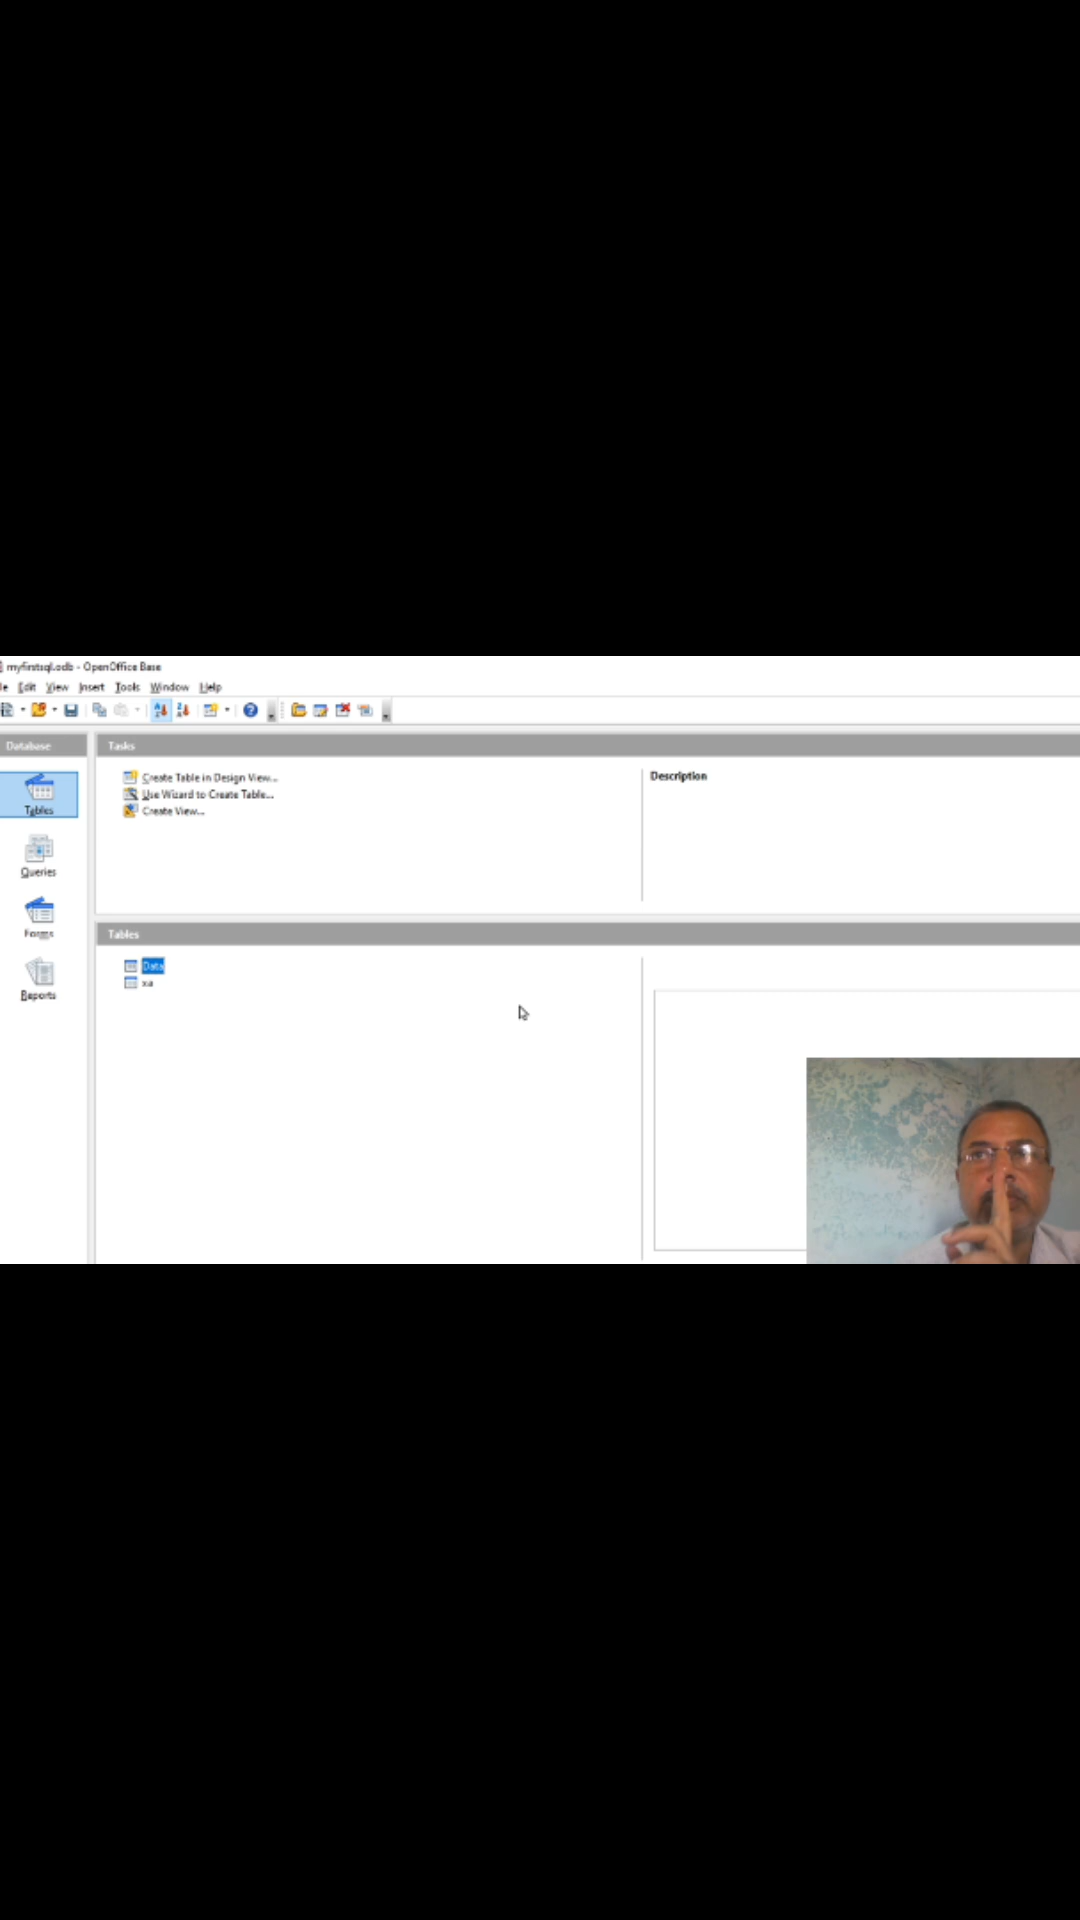 myfirstsql.odb - OpenOffice Base
Edit View Insert Tools Window Help
Database
Tasks
Create Table in Design View...
Use Wizard to Create Table...
Create View...
Description
Tables
Queries
Forms
Reports
Tables
Data